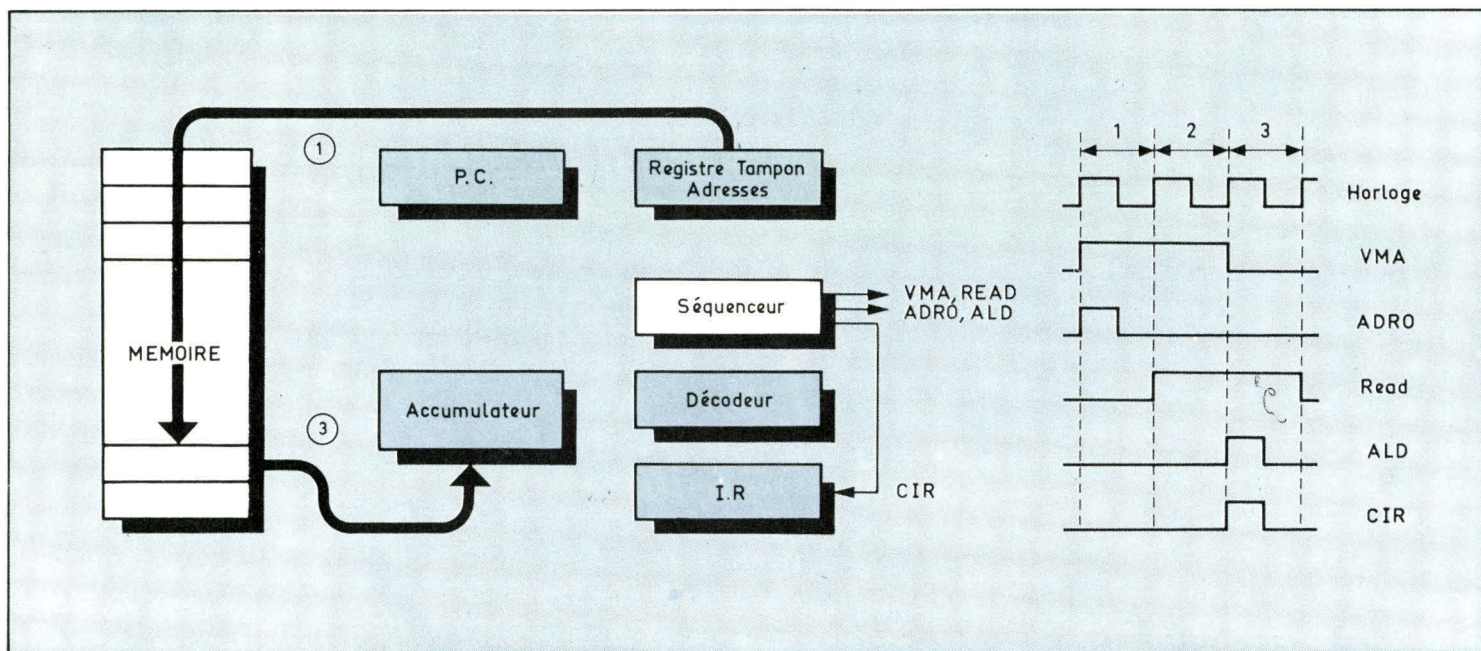 1
P.C.
Registre Tampon
Adresses
Séquenceur
VMA, READ
ADRO, ALD
MEMOIRE
Accumulateur
Décodeur
3
I.R
CIR
1 2 3
Horloge
VMA
ADRO
Read
ALD
CIR